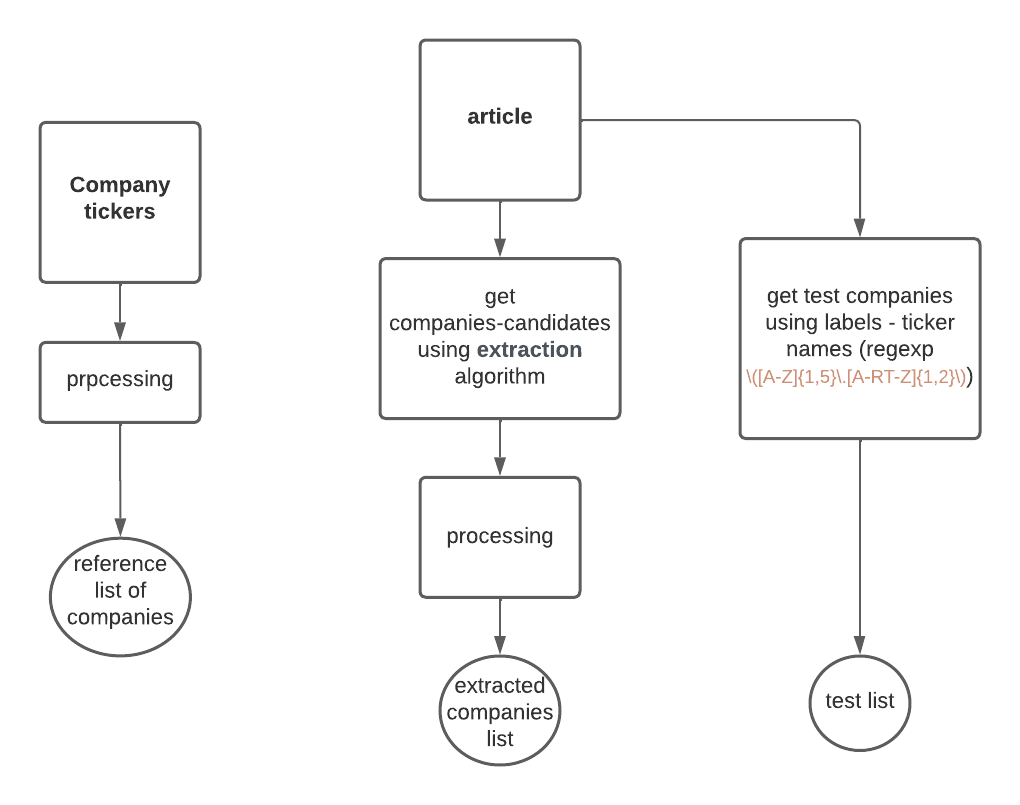 Company
tickers
prpcessing
reference
list of
companies
article
get
companies-candidates
using extraction
algorithm
processing
extracted
companies
list
get test companies
using labels - ticker
names (regexp
\([A-Z]{1,5}\.[A-RT-Z]{1,2}\))
test list